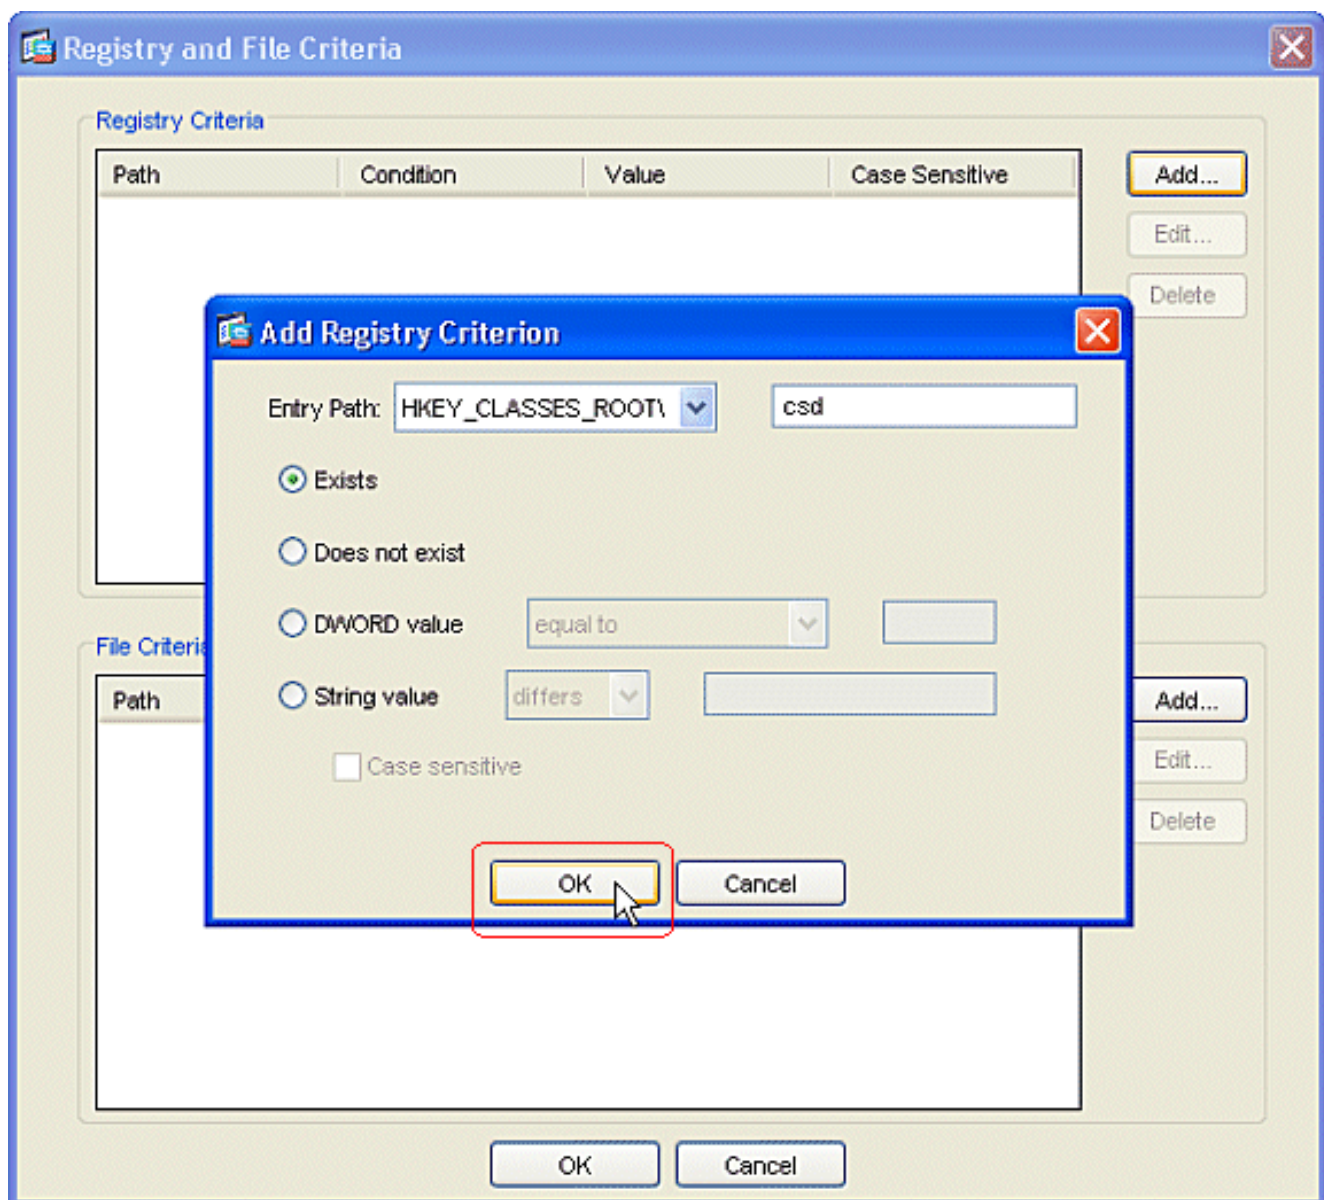 Registry and File Criteria
Registry Criteria
Path Condition Value Case Sensitive
Add...
Edit...
Delete
Add Registry Criterion
Entry Path: HKEY_CLASSES_ROOT\ csd
Exists
Does not exist
DWORD value equal to
String value differs
Case sensitive
OK Cancel
File Criteria
Path
Add...
Edit...
Delete
OK Cancel